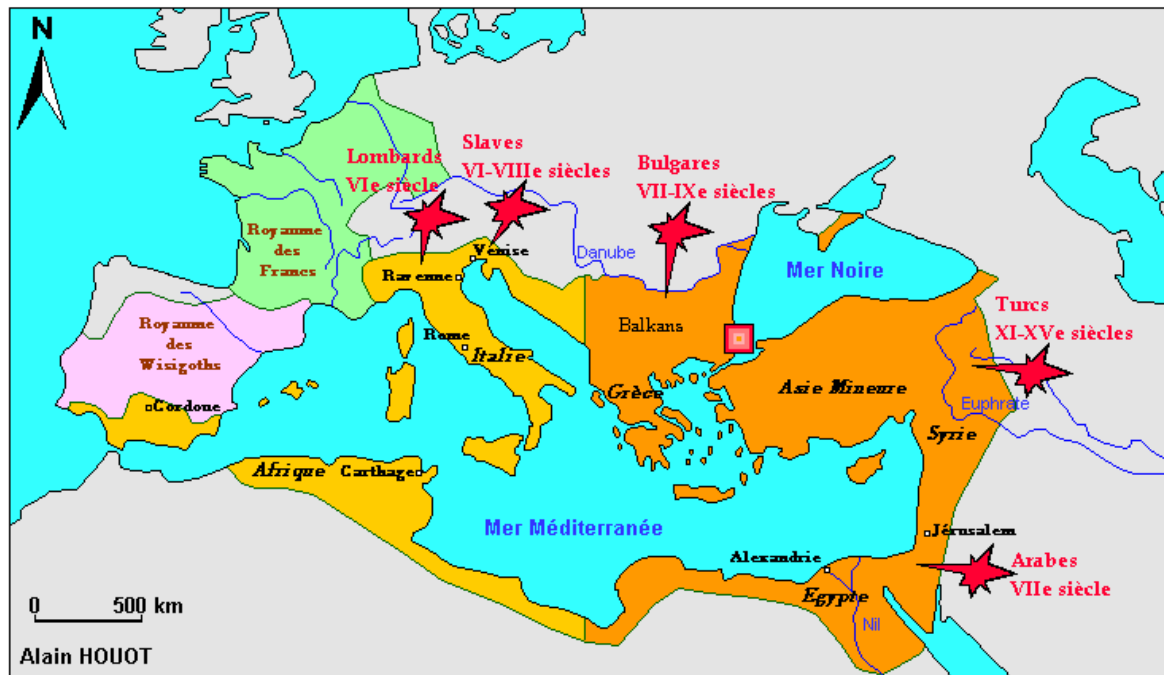 N
Slaves
VI-VIIIe siècles
Lombards
VIe siècle
Bulgares
VII-IXe siècles
Royaume
des
Francs
Venise
Danube
Mer Noire
Ravenne
Royaume
des
Wisigoths
Rome
Italie
Balkans
Turcs
XI-XVe siècles
Grèce
Asie Mineure
Euphrate
Cordoue
Syrie
Afrique
Carthage
Mer Méditerranée
Jérusalem
Alexandrie
Arabes
VIIe siècle
Egypte
Nil
0 500 km
Alain HOUOT